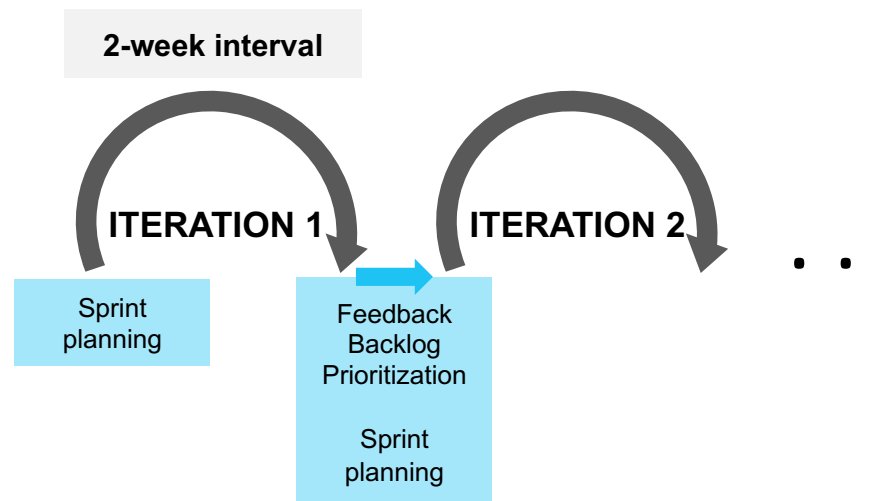 2-week interval
ITERATION 1
ITERATION 2
. .
Sprint
planning
Feedback
Backlog
Prioritization
Sprint
planning